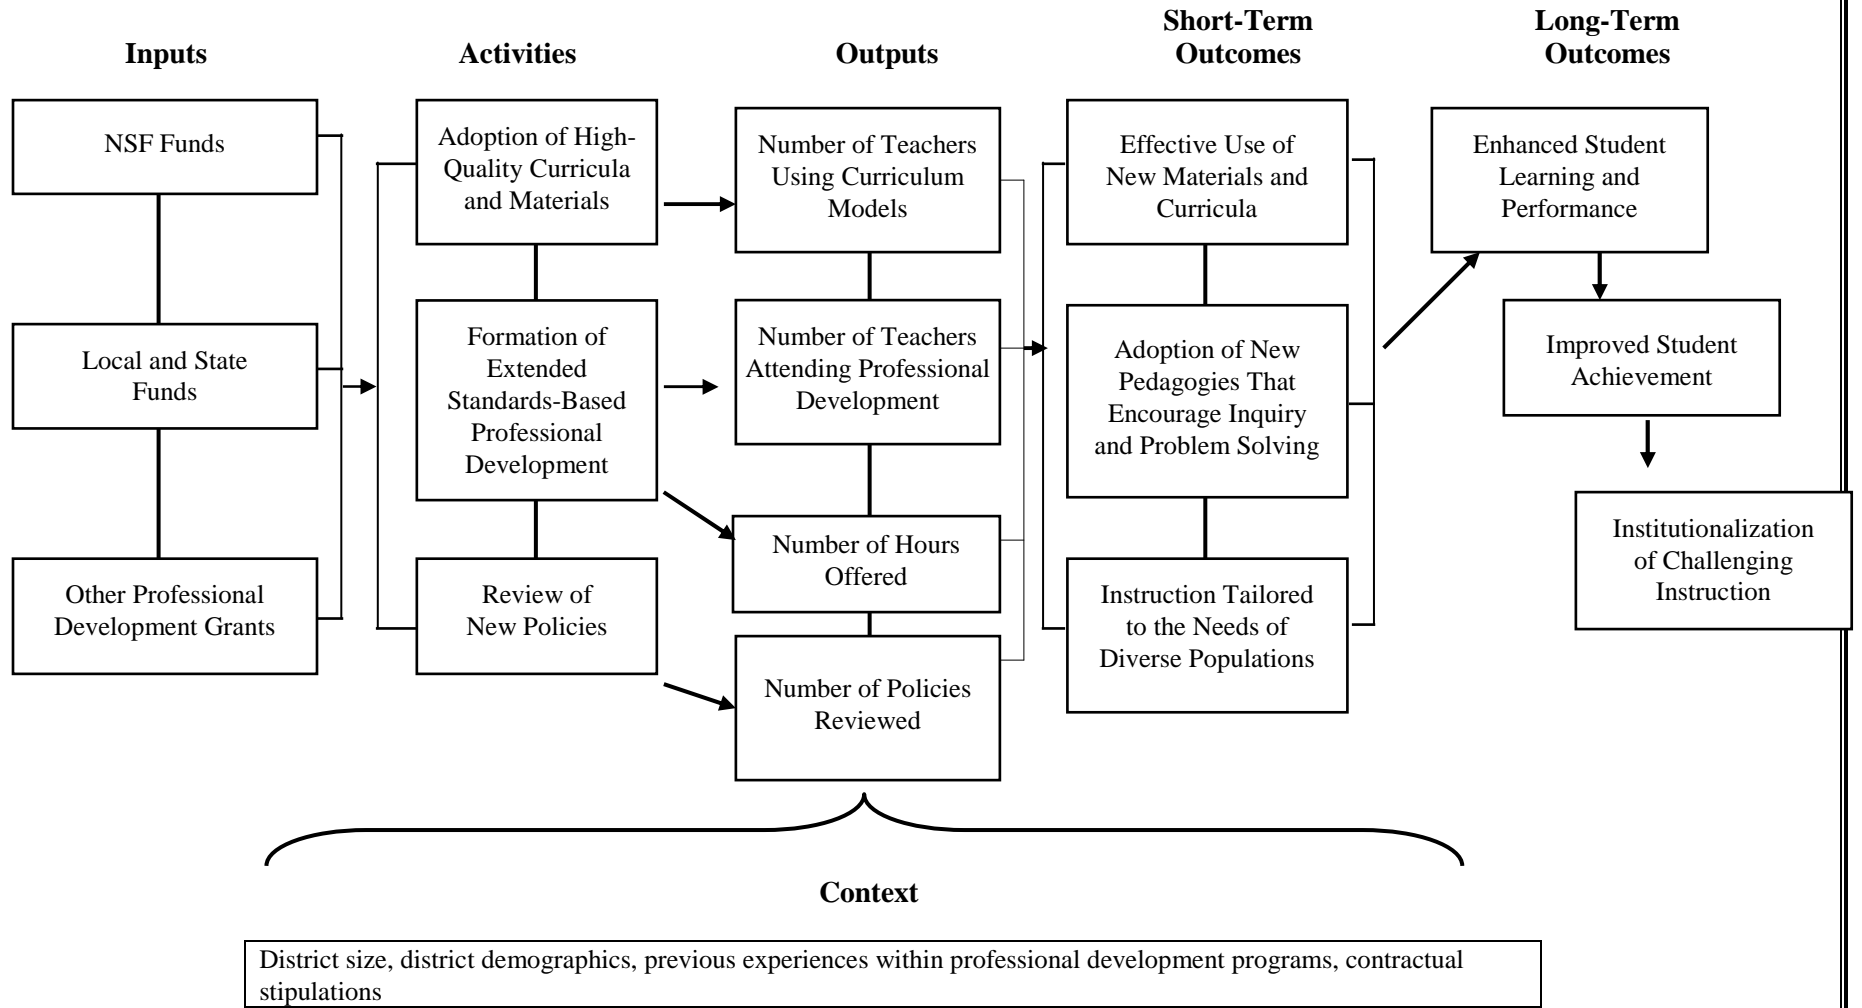 Inputs
Activities
Outputs
Short-Term
Outcomes
Long-Term
Outcomes
NSF Funds
Local and State
Funds
Other Professional
Development Grants
Adoption of High-
Quality Curricula
and Materials
Formation of
Extended
Standards-Based
Professional
Development
Review of
New Policies
Number of Teachers
Using Curriculum
Models
Number of Teachers
Attending Professional
Development
Number of Hours
Offered
Number of Policies
Reviewed
Effective Use of
New Materials and
Curricula
Adoption of New
Pedagogies That
Encourage Inquiry
and Problem Solving
Instruction Tailored
to the Needs of
Diverse Populations
Enhanced Student
Learning and
Performance
Improved Student
Achievement
Institutionalization
of Challenging
Instruction
Context
District size, district demographics, previous experiences within professional development programs, contractual
stipulations